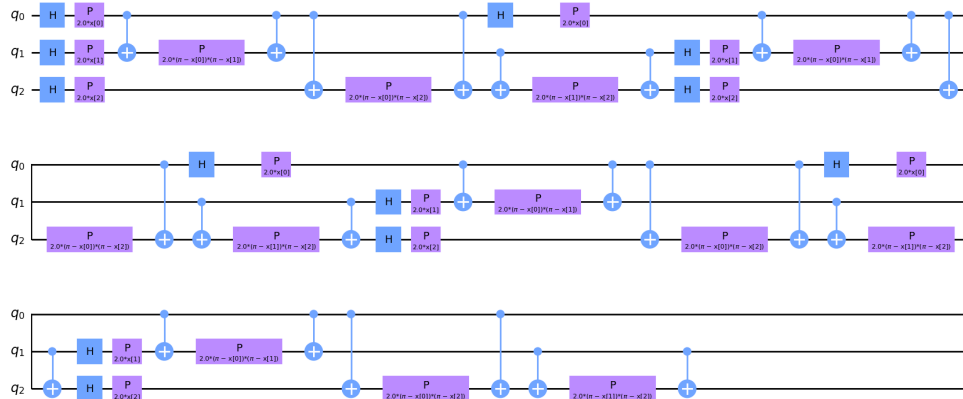 q₀ H P 2.0*x[0] H P 2.0*x[0]
q₁ H P 2.0*x[1] P 2.0*(π − x[0])*(π − x[1]) H P 2.0*x[1] P 2.0*(π − x[0])*(π − x[1])
q₂ H P 2.0*x[2] P 2.0*(π − x[0])*(π − x[2]) P 2.0*(π − x[1])*(π − x[2]) H P 2.0*x[2]
q₀ H P 2.0*x[0] H P 2.0*x[0]
q₁ H P 2.0*x[1] P 2.0*(π − x[0])*(π − x[1])
q₂ P 2.0*(π − x[0])*(π − x[2]) P 2.0*(π − x[1])*(π − x[2]) H P 2.0*x[2] P 2.0*(π − x[0])*(π − x[2]) P 2.0*(π − x[1])*(π − x[2])
q₀
q₁ H P 2.0*x[1] P 2.0*(π − x[0])*(π − x[1])
q₂ H P 2.0*x[2] P 2.0*(π − x[0])*(π − x[2]) P 2.0*(π − x[1])*(π − x[2])